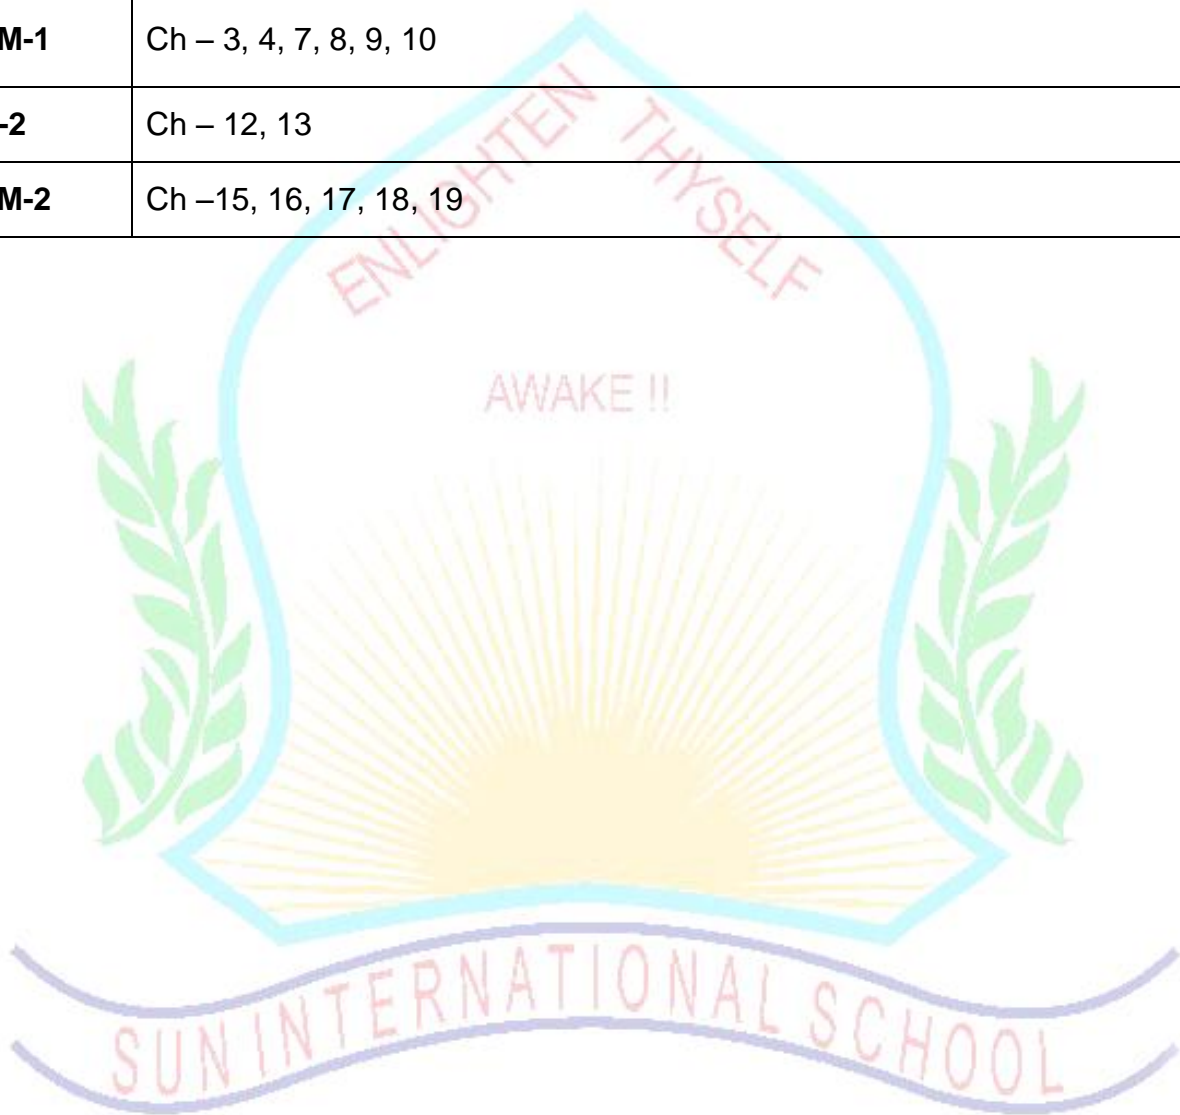 M-1 Ch – 3, 4, 7, 8, 9, 10
-2 Ch – 12, 13
M-2 Ch –15, 16, 17, 18, 19
ENLIGHTEN THYSELF
AWAKE !!
SUN INTERNATIONAL SCHOOL